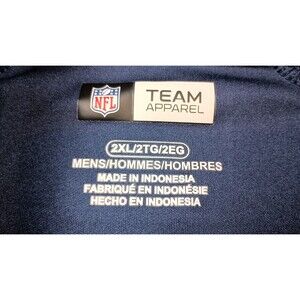 NFL
TEAM
APPAREL
2XL/2TG/2EG
MENS/HOMMES/HOMBRES
MADE IN INDONESIA
FABRIQUÉ EN INDONÉSIE
HECHO EN INDONESIA